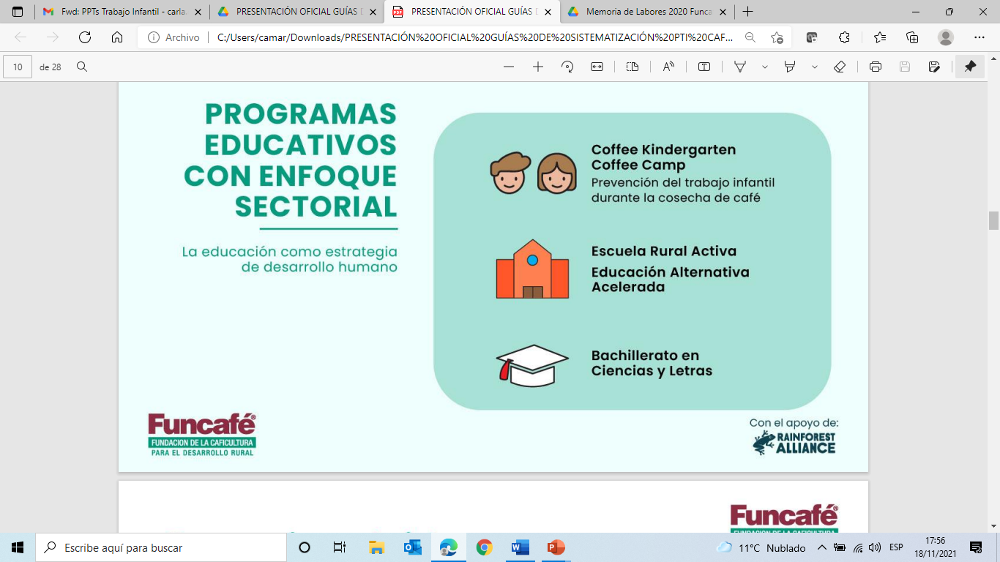 Fwd: PPTs Trabajo Infantil - carla.
PRESENTACIÓN OFICIAL GUÍAS D
PRESENTACIÓN OFICIAL GUÍAS D
Memoria de Labores 2020 Funca
Archivo
C:/Users/camar/Downloads/PRESENTACIÓN%20OFICIAL%20GUÍAS%20DE%20SISTEMATIZACIÓN%20PTI%20CAF...
10 de 28
PROGRAMAS
EDUCATIVOS
CON ENFOQUE
SECTORIAL
La educación como estrategia
de desarrollo humano
Coffee Kindergarten
Coffee Camp
Prevención del trabajo infantil
durante la cosecha de café
Escuela Rural Activa
Educación Alternativa
Acelerada
Bachillerato en
Ciencias y Letras
Funcafé®
FUNDACION DE LA CAFICULTURA
PARA EL DESARROLLO RURAL
Con el apoyo de:
RAINFOREST
ALLIANCE
Funcafé®
FUNDACION DE LA CAFICULTURA
Escribe aquí para buscar
11°C Nublado
ESP
17:56
18/11/2021